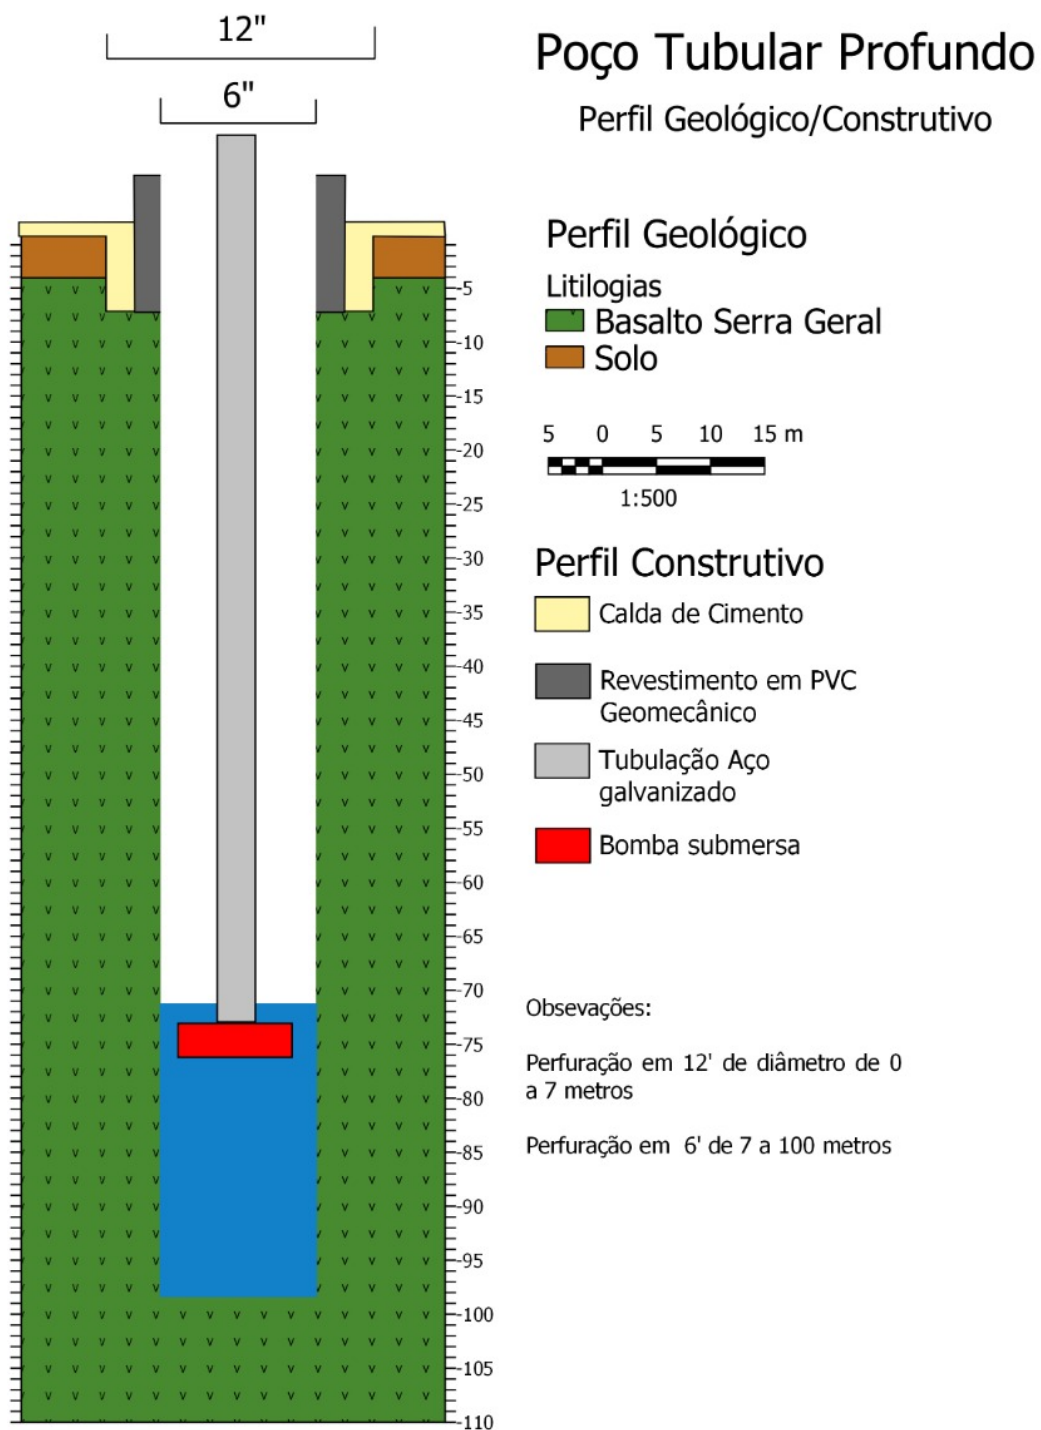 12"
6"
Poço Tubular Profundo
Perfil Geológico/Construtivo
Perfil Geológico
Litilogias
Basalto Serra Geral
Solo
5 0 5 10 15 m
1:500
Perfil Construtivo
Calda de Cimento
Revestimento em PVC
Geomecânico
Tubulação Aço
galvanizado
Bomba submersa
Obsevações:
Perfuração em 12' de diâmetro de 0
a 7 metros
Perfuração em 6' de 7 a 100 metros
-5
-10
-15
-20
-25
-30
-35
-40
-45
-50
-55
-60
-65
-70
-75
-80
-85
-90
-95
-100
-105
-110